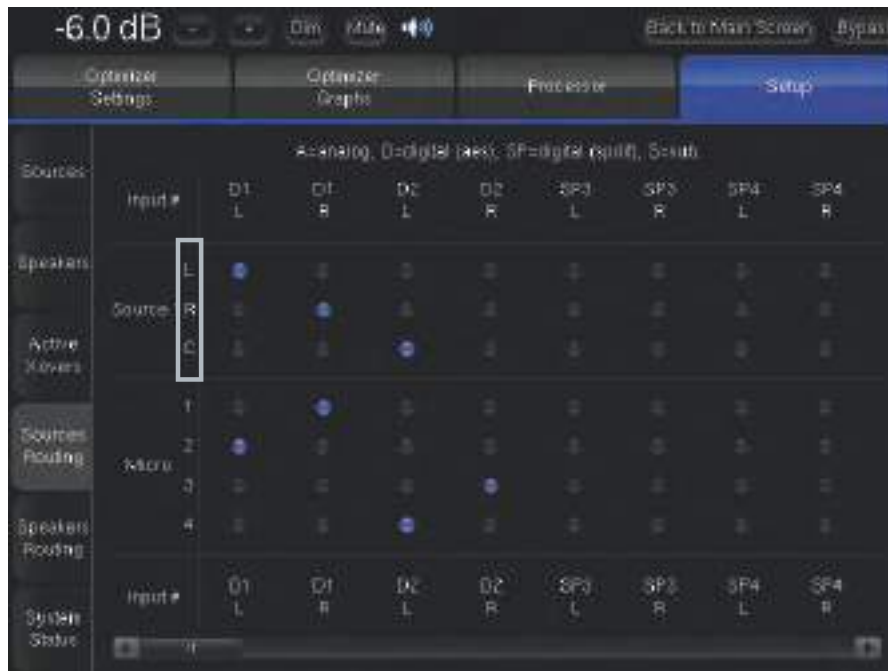 -6.0 dB - + Dim Mute Back to Main Screen Bypas
Optimizer Settings Optimizer Graphs Processor Setup
A=analog, D=digital (aes), SP=digital (spdif), S=
Sources
Speakers
Active Xovers
Sources Routing
Speakers Routing
System Status
Input # D1 L D1 R D2 L D2 R SP3 L SP3 R SP4 L SP4 R
Source
L
R
C
Micro
1
2
3
4
Input # D1 L D1 R D2 L D2 R SP3 L SP3 R SP4 L SP4 R